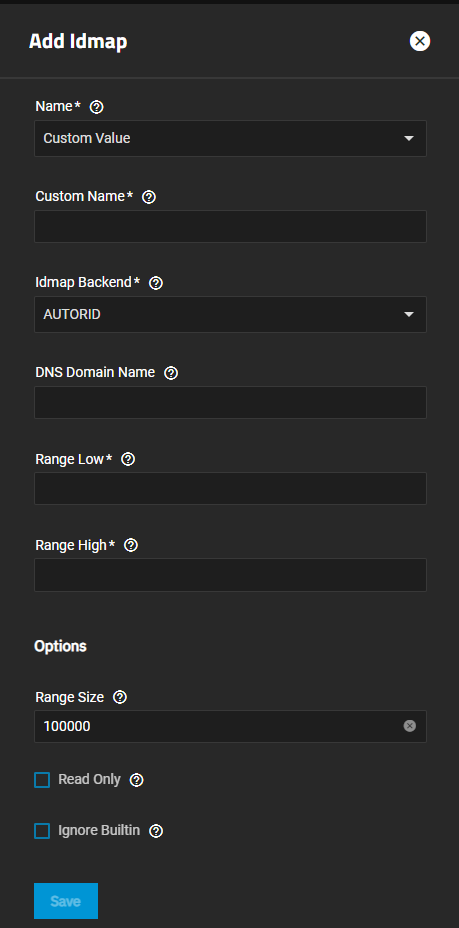 Add Idmap
Name*
Custom Value
Custom Name*
Idmap Backend*
AUTORID
DNS Domain Name
Range Low*
Range High*
Options
Range Size
100000
Read Only
Ignore Builtin
Save